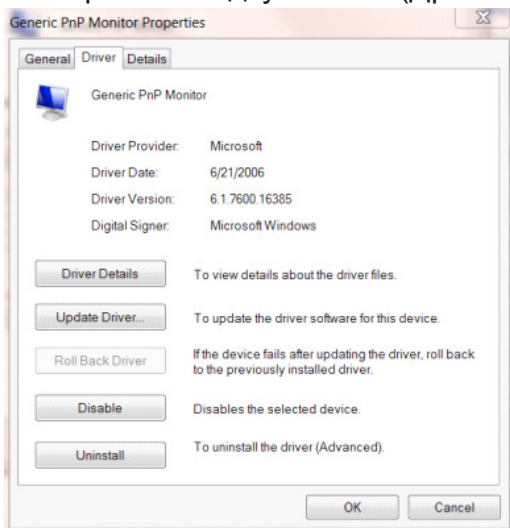 Generic PnP Monitor Properties
General Driver Details
Generic PnP Monitor
Driver Provider: Microsoft
Driver Date: 6/21/2006
Driver Version: 6.1.7600.16385
Digital Signer: Microsoft Windows
Driver Details To view details about the driver files.
Update Driver... To update the driver software for this device.
Roll Back Driver If the device fails after updating the driver, roll back
to the previously installed driver.
Disable Disables the selected device.
Uninstall To uninstall the driver (Advanced).
OK Cancel